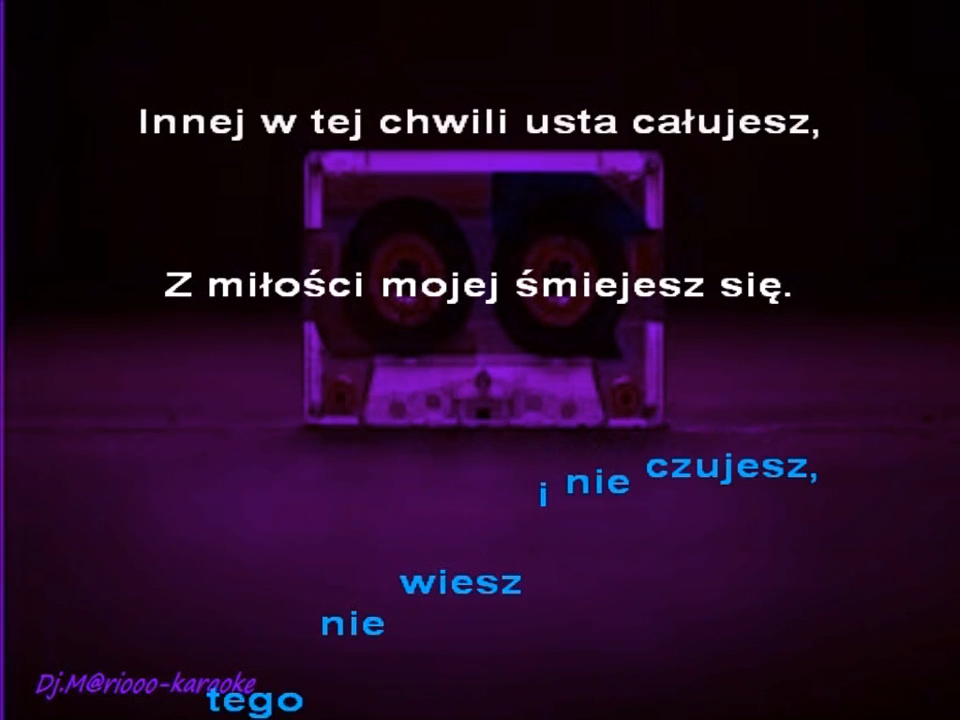 Innej w tej chwili usta całujesz,
Z miłości mojej śmiejesz się.
tego nie wiesz i nie czujesz,
Dj.M@riooo-karaoke